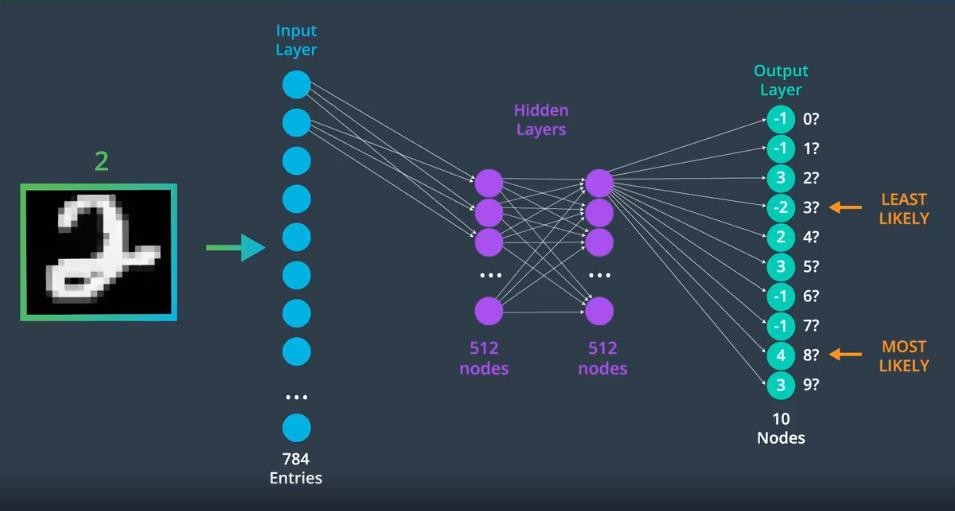 2
Input
Layer
...
784
Entries
Hidden
Layers
...
...
512
nodes
512
nodes
Output
Layer
-1 0?
-1 1?
3 2?
-2 3?
2 4?
3 5?
-1 6?
-1 7?
4 8?
3 9?
10
Nodes
LEAST
LIKELY
MOST
LIKELY